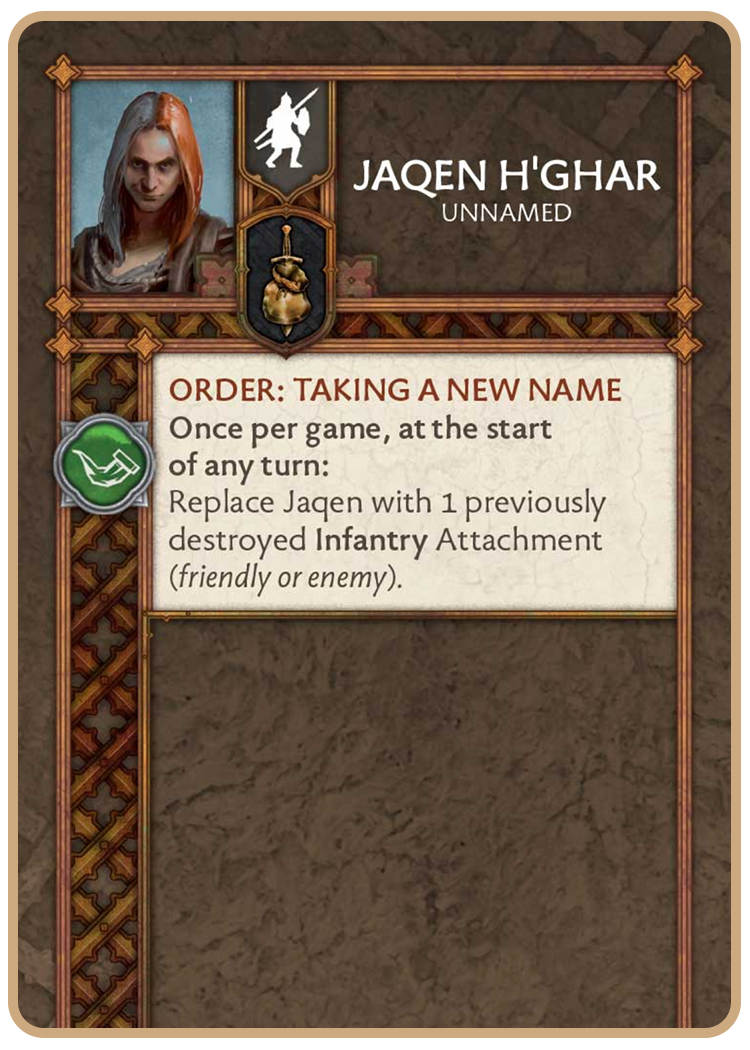 JAQEN H'GHAR
UNNAMED
ORDER: TAKING A NEW NAME
Once per game, at the start
of any turn:
Replace Jaqen with 1 previously
destroyed Infantry Attachment
(friendly or enemy).